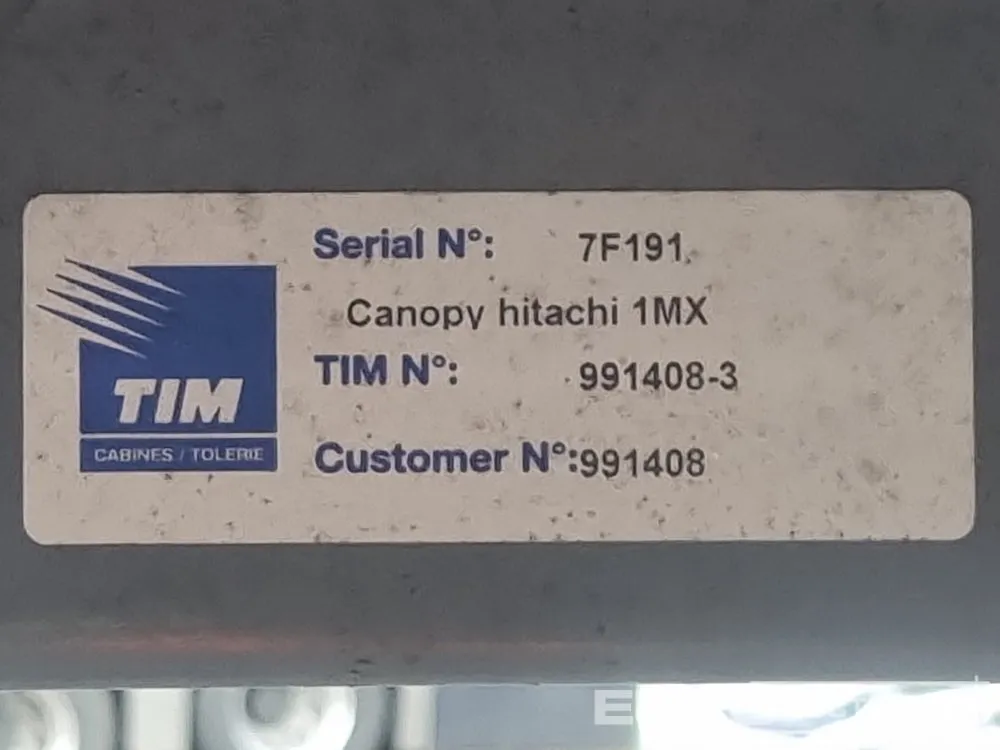 Serial N°: 7F191
Canopy hitachi 1MX
TIM N°: 991408-3
Customer N°:991408
TIM
CABINES / TOLERIE